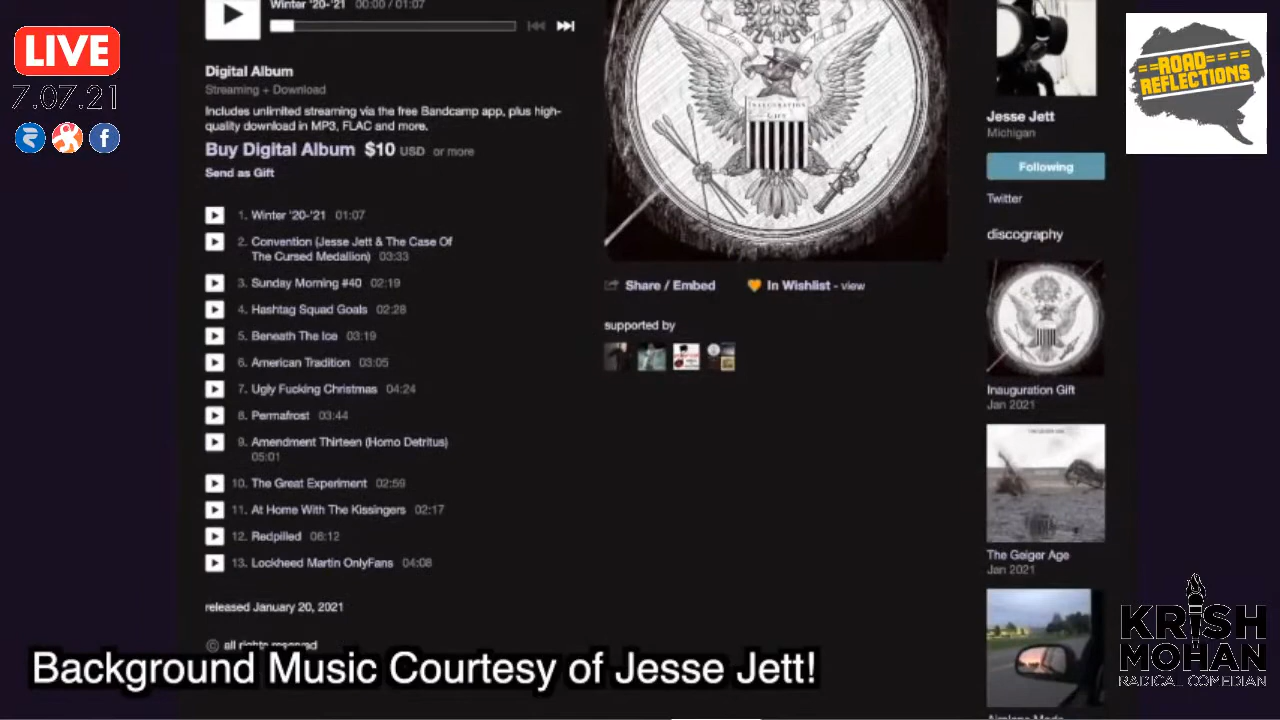 LIVE
7.07.21
Winter '20-'21 00:00 / 01:07
Digital Album
Streaming + Download
Includes unlimited streaming via the free Bandcamp app, plus high-
quality download in MP3, FLAC and more.
Buy Digital Album $10 USD or more
Send as Gift
1. Winter '20-'21 01:07
2. Convention (Jesse Jett & The Case Of
The Cursed Medallion) 03:33
3. Sunday Morning #40 02:19
4. Hashtag Squad Goals 02:28
5. Beneath The Ice 03:19
6. American Tradition 03:05
7. Ugly Fucking Christmas 04:24
8. Permafrost 03:44
9. Amendment Thirteen (Homo Detritus)
05:01
10. The Great Experiment 02:59
11. At Home With The Kissingers 02:17
12. Redpilled 06:12
13. Lockheed Martin OnlyFans 04:08
released January 20, 2021
© all rights reserved
INAUGURATION
GIFT
Share / Embed
In Wishlist - view
supported by
Jesse Jett
Michigan
Following
Twitter
discography
Inauguration Gift
Jan 2021
The Geiger Age
Jan 2021
Airplane Mode
==ROAD====
==REFLECTIONS
KRISH
MOHAN
RADICAL COMEDIAN
Background Music Courtesy of Jesse Jett!